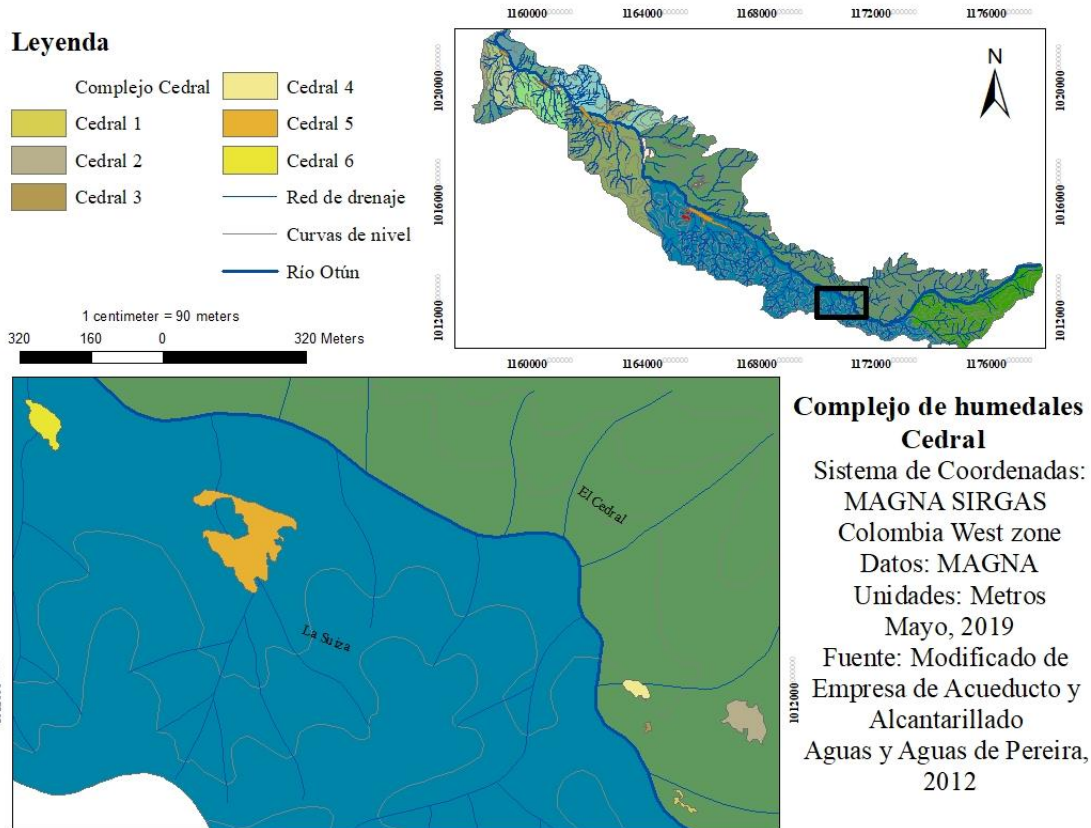 Leyenda
Complejo Cedral
Cedral 1
Cedral 2
Cedral 3
Cedral 4
Cedral 5
Cedral 6
Red de drenaje
Curvas de nivel
Río Otún
1 centimeter = 90 meters
320 160 0 320 Meters
1160000 1164000 1168000 1172000 1176000
1020000
1016000
1012000
N
1020000
1016000
1012000
1160000 1164000 1168000 1172000 1176000
El Cedral
La Suiza
1012000
Complejo de humedales
Cedral
Sistema de Coordenadas:
MAGNA SIRGAS
Colombia West zone
Datos: MAGNA
Unidades: Metros
Mayo, 2019
Fuente: Modificado de
Empresa de Acueducto y
Alcantarillado
Aguas y Aguas de Pereira,
2012